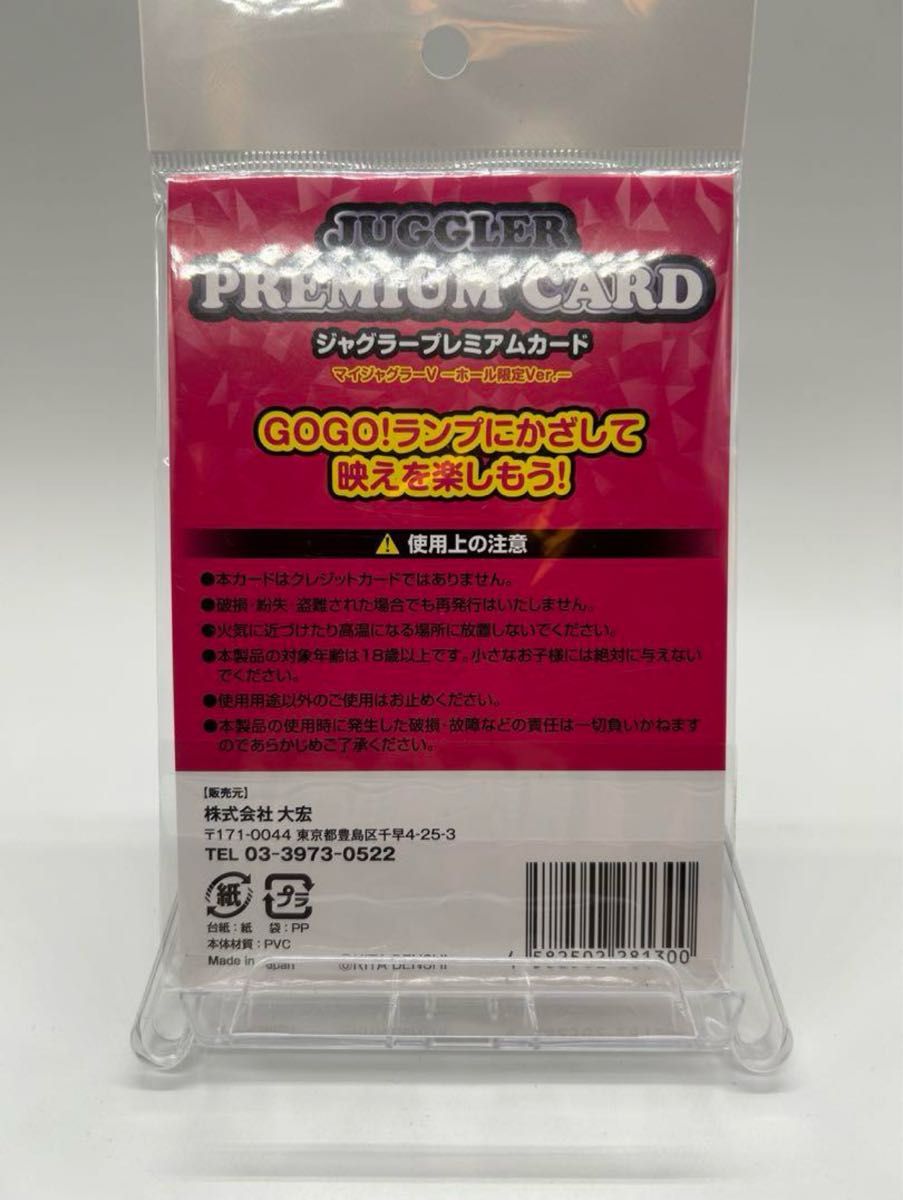 JUGGLER
PREMIUM CARD
ジャグラープレミアムカード
マイジャグラーV ーホール限定Ver.ー
GOGO!ランプにかざして
映えを楽しもう!
使用上の注意
●本カードはクレジットカードではありません。
●破損・紛失・盗難された場合でも再発行はいたしません。
●火気に近づけたり高温になる場所に放置しないでください。
●本製品の対象年齢は18歳以上です。小さなお子様には絶対に与えない
でください。
●使用用途以外のご使用はお止めください。
●本製品の使用時に発生した破損・故障などの責任は一切負いかねます
のであらかじめご了承ください。
【販売元】
株式会社 大宏
〒171-0044 東京都豊島区千早4-25-3
TEL 03-3973-0522
紙 プラ
台紙:紙 袋:PP
本体材質:PVC
Made in Japan ©KITA DENSHI
4 582502 281300